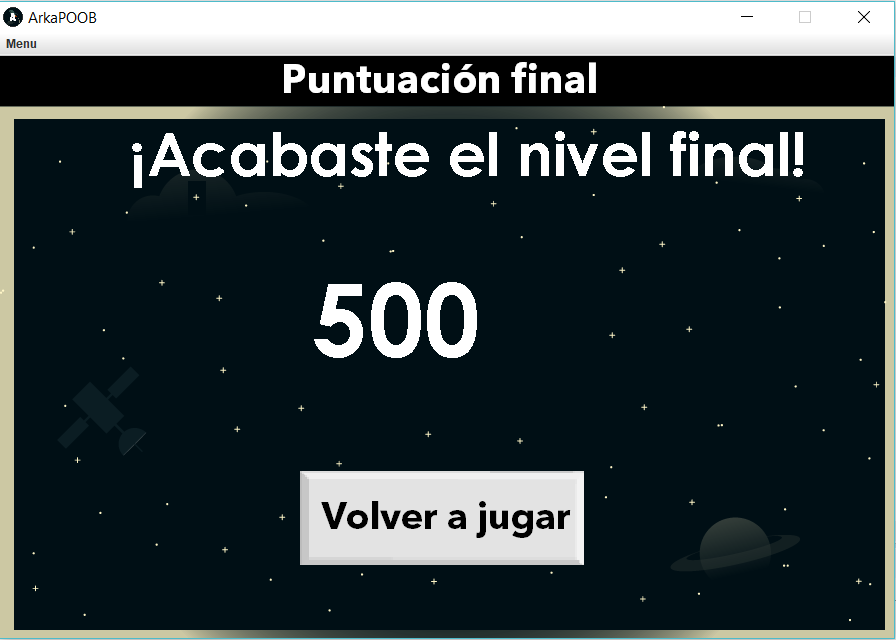 ArkaPOOB
Menu
Puntuación final
¡Acabaste el nivel final!
500
Volver a jugar